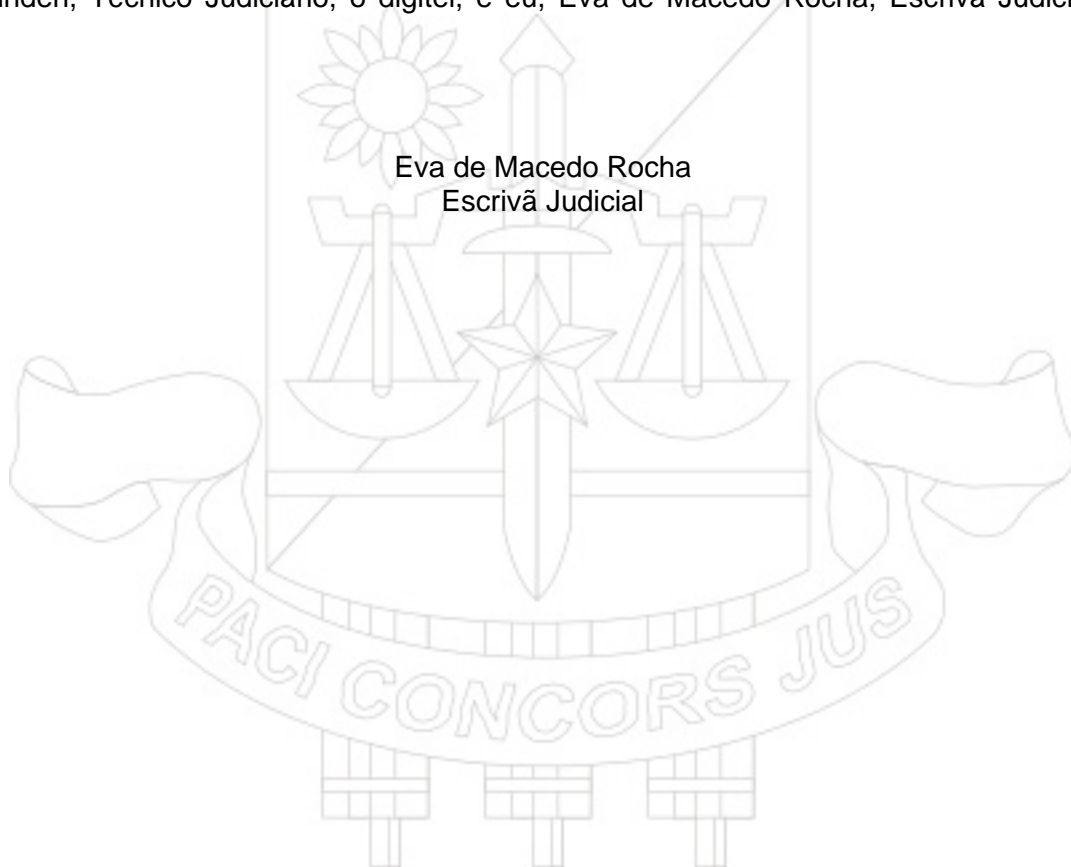 Técnico Judiciário, o digitei, e eu, Eva de Macedo Rocha, Escrivã
Eva de Macedo Rocha
Escrivã Judicial
PACI CONCORS JUS